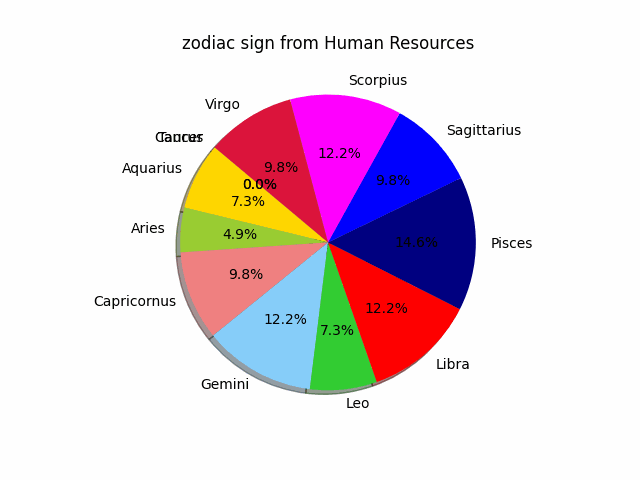 zodiac sign from Human Resources
Scorpius
Virgo
Sagittarius
Cancer
Taurus
Aquarius
Aries
Pisces
Capricornus
Libra
Gemini
Leo
12.2%
9.8%
9.8%
0.0%
0.0%
7.3%
4.9%
14.6%
9.8%
12.2%
12.2%
7.3%